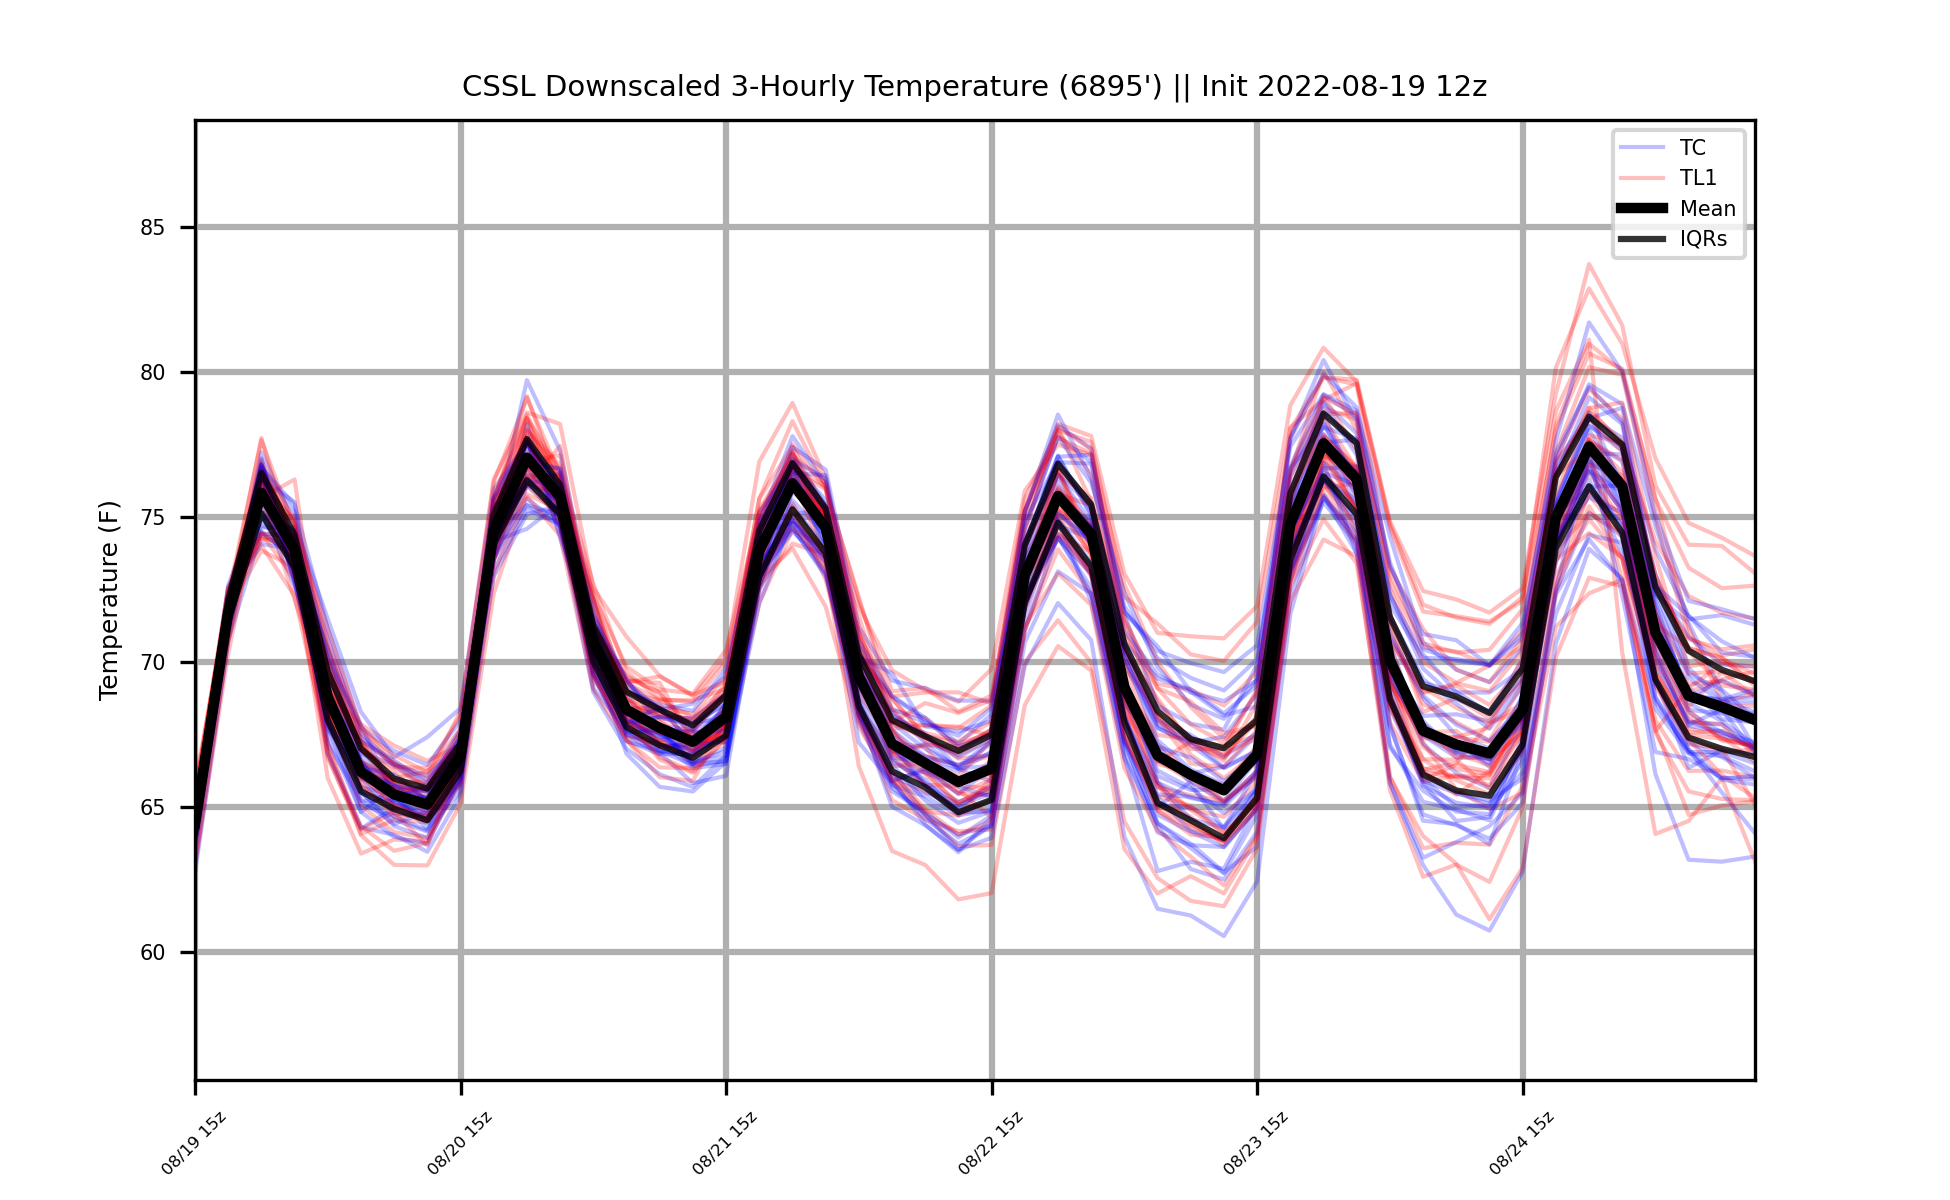 CSSL Downscaled 3-Hourly Temperature (6895') || Init 2022-08-19 12z
TC
TL1
Mean
IQRs
85
80
75
70
65
60
Temperature (F)
08/19 15z
08/20 15z
08/21 15z
08/22 15z
08/23 15z
08/24 15z